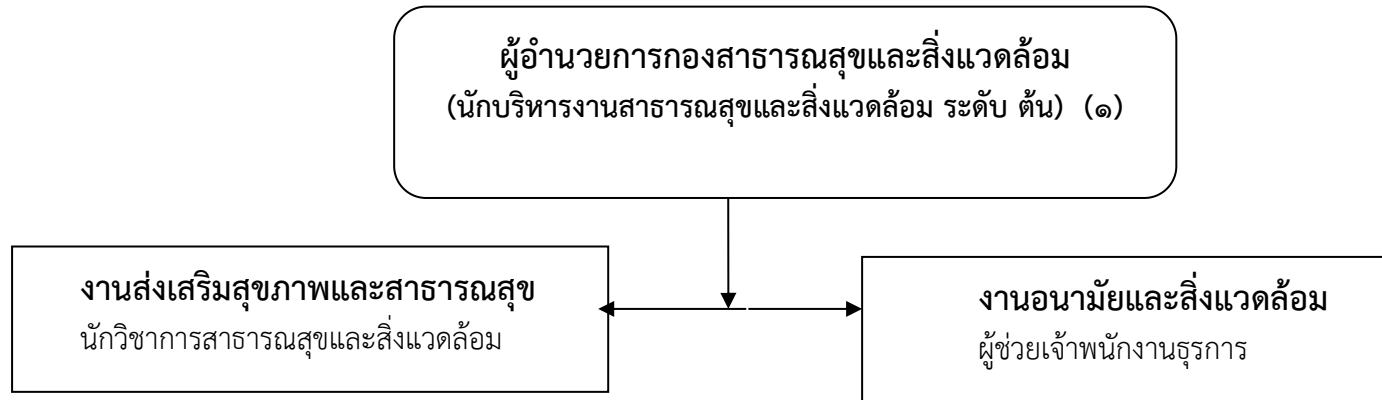 ผู้อำนวยการกองสาธารณสุขและสิ่งแวดล้อม
(นักบริหารงานสาธารณสุขและสิ่งแวดล้อม ระดับ ต้น) (๑)
งานส่งเสริมสุขภาพและสาธารณสุข
นักวิชาการสาธารณสุขและสิ่งแวดล้อม
งานอนามัยและสิ่งแวดล้อม
ผู้ช่วยเจ้าพนักงานธุรการ